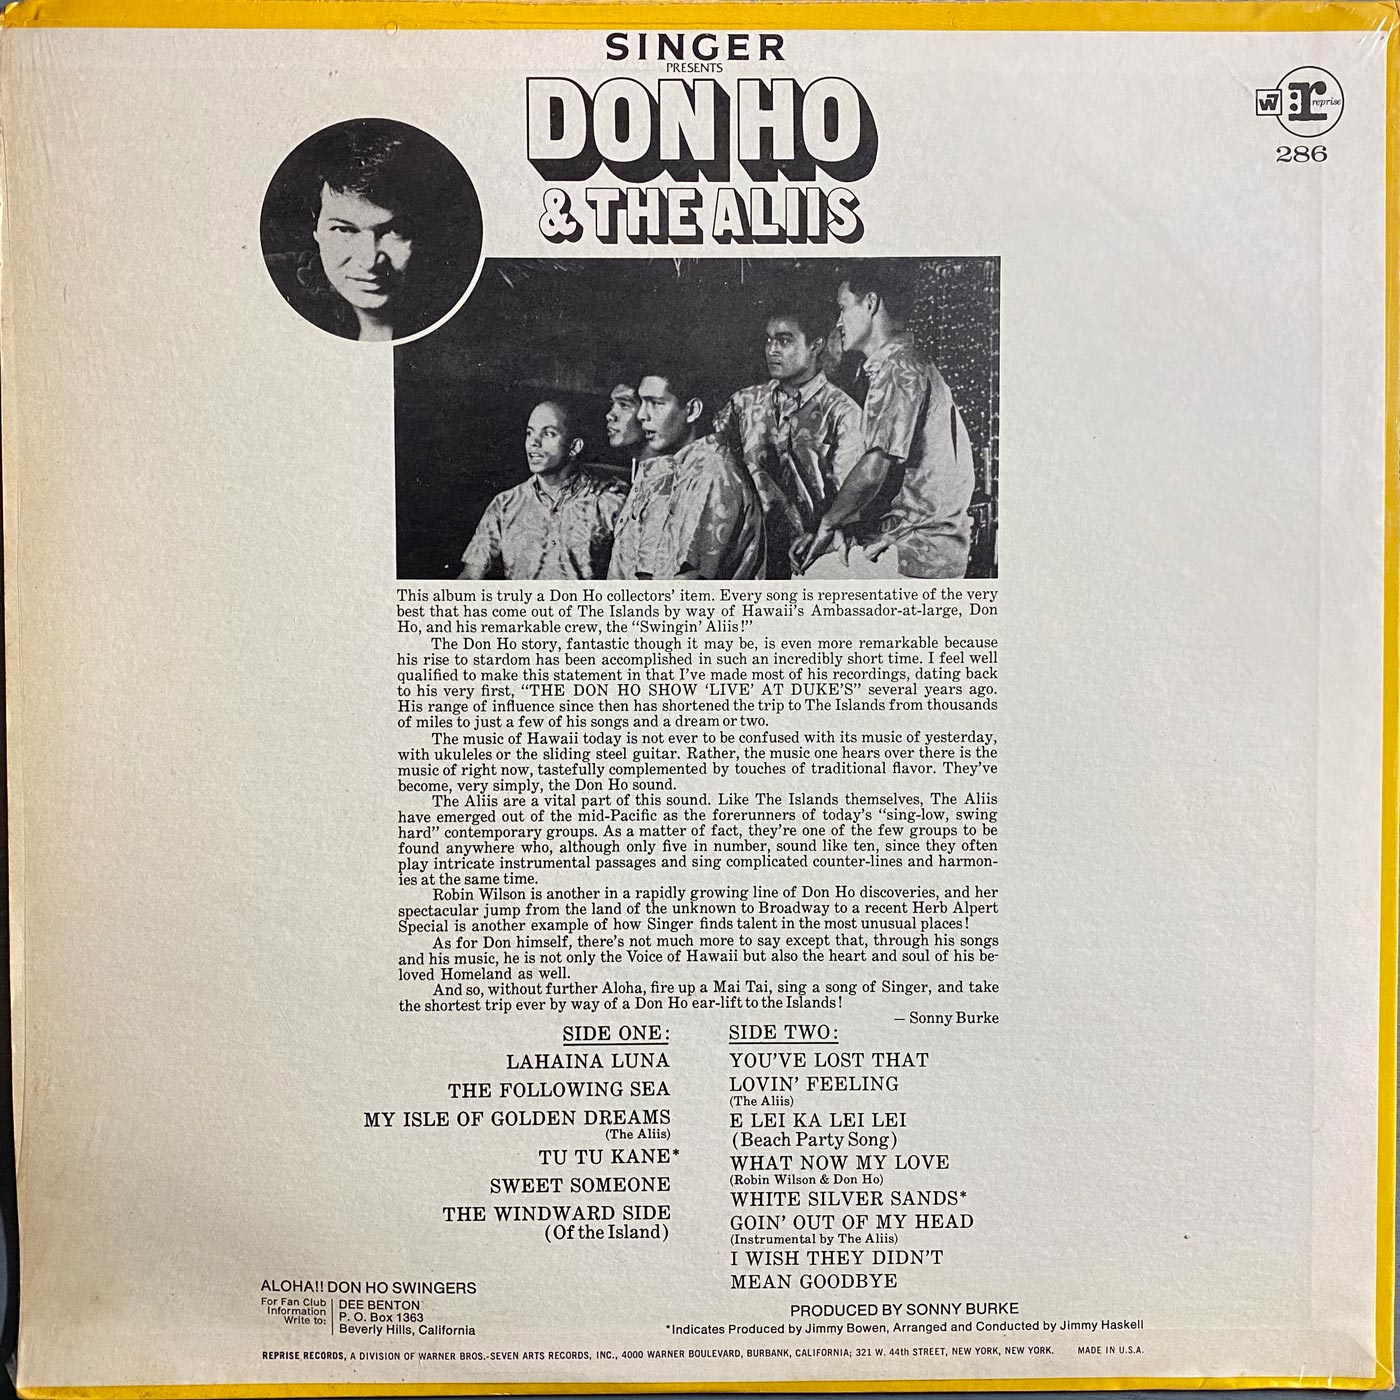 SINGER
PRESENTS
DON HO
& THE ALIIS
W7 r reprise
286
This album is truly a Don Ho collectors' item. Every song is representative of the very
best that has come out of The Islands by way of Hawaii's Ambassador-at-large, Don
Ho, and his remarkable crew, the "Swingin' Aliis!"
The Don Ho story, fantastic though it may be, is even more remarkable because
his rise to stardom has been accomplished in such an incredibly short time. I feel well
qualified to make this statement in that I've made most of his recordings, dating back
to his very first, "THE DON HO SHOW 'LIVE' AT DUKE'S" several years ago.
His range of influence since then has shortened the trip to The Islands from thousands
of miles to just a few of his songs and a dream or two.
The music of Hawaii today is not ever to be confused with its music of yesterday,
with ukuleles or the sliding steel guitar. Rather, the music one hears over there is the
music of right now, tastefully complemented by touches of traditional flavor. They've
become, very simply, the Don Ho sound.
The Aliis are a vital part of this sound. Like The Islands themselves, The Aliis
have emerged out of the mid-Pacific as the forerunners of today's "sing-low, swing
hard" contemporary groups. As a matter of fact, they're one of the few groups to be
found anywhere who, although only five in number, sound like ten, since they often
play intricate instrumental passages and sing complicated counter-lines and harmon-
ies at the same time.
Robin Wilson is another in a rapidly growing line of Don Ho discoveries, and her
spectacular jump from the land of the unknown to Broadway to a recent Herb Alpert
Special is another example of how Singer finds talent in the most unusual places!
As for Don himself, there's not much more to say except that, through his songs
and his music, he is not only the Voice of Hawaii but also the heart and soul of his be-
loved Homeland as well.
And so, without further Aloha, fire up a Mai Tai, sing a song of Singer, and take
the shortest trip ever by way of a Don Ho ear-lift to the Islands!
— Sonny Burke
SIDE ONE:
LAHAINA LUNA
THE FOLLOWING SEA
MY ISLE OF GOLDEN DREAMS
(The Aliis)
TU TU KANE*
SWEET SOMEONE
THE WINDWARD SIDE
(Of the Island)
SIDE TWO:
YOU'VE LOST THAT
LOVIN' FEELING
(The Aliis)
E LEI KA LEI LEI
(Beach Party Song)
WHAT NOW MY LOVE
(Robin Wilson & Don Ho)
WHITE SILVER SANDS*
GOIN' OUT OF MY HEAD
(Instrumental by The Aliis)
I WISH THEY DIDN'T
MEAN GOODBYE
ALOHA!! DON HO SWINGERS
For Fan Club
Information
Write to:
DEE BENTON
P. O. Box 1363
Beverly Hills, California
PRODUCED BY SONNY BURKE
*Indicates Produced by Jimmy Bowen, Arranged and Conducted by Jimmy Haskell
REPRISE RECORDS, A DIVISION OF WARNER BROS.-SEVEN ARTS RECORDS, INC., 4000 WARNER BOULEVARD, BURBANK, CALIFORNIA; 321 W. 44th STREET, NEW YORK, NEW YORK. MADE IN U.S.A.